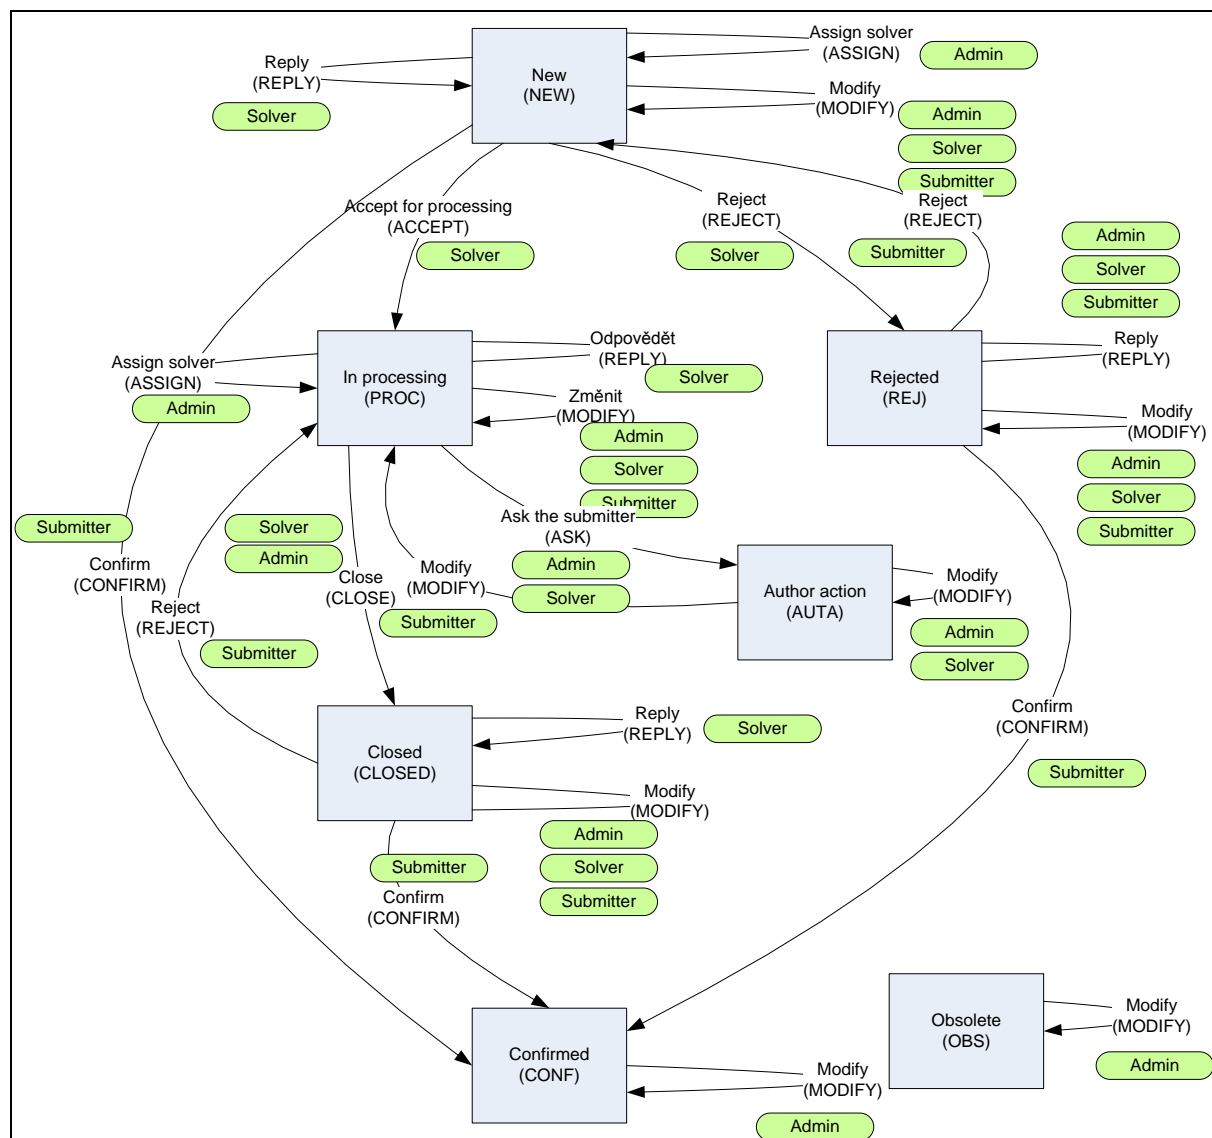 Assign solver
(ASSIGN)
Admin
Reply
(REPLY)
Solver
New
(NEW)
Modify
(MODIFY)
Admin
Solver
Submitter
Accept for processing
(ACCEPT)
Solver
Reject
(REJECT)
Solver
Reject
(REJECT)
Submitter
Admin
Solver
Submitter
Reply
(REPLY)
Assign solver
(ASSIGN)
Admin
In processing
(PROC)
Odpovědět
(REPLY)
Solver
Změnit
(MODIFY)
Admin
Solver
Submitter
Rejected
(REJ)
Modify
(MODIFY)
Admin
Solver
Submitter
Submitter
Confirm
(CONFIRM)
Solver
Admin
Close
(CLOSE)
Reject
(REJECT)
Submitter
Modify
(MODIFY)
Submitter
Ask the submitter
(ASK)
Admin
Solver
Author action
(AUTA)
Modify
(MODIFY)
Admin
Solver
Closed
(CLOSED)
Reply
(REPLY)
Solver
Modify
(MODIFY)
Admin
Solver
Submitter
Confirm
(CONFIRM)
Submitter
Submitter
Confirm
(CONFIRM)
Confirmed
(CONF)
Modify
(MODIFY)
Admin
Obsolete
(OBS)
Modify
(MODIFY)
Admin